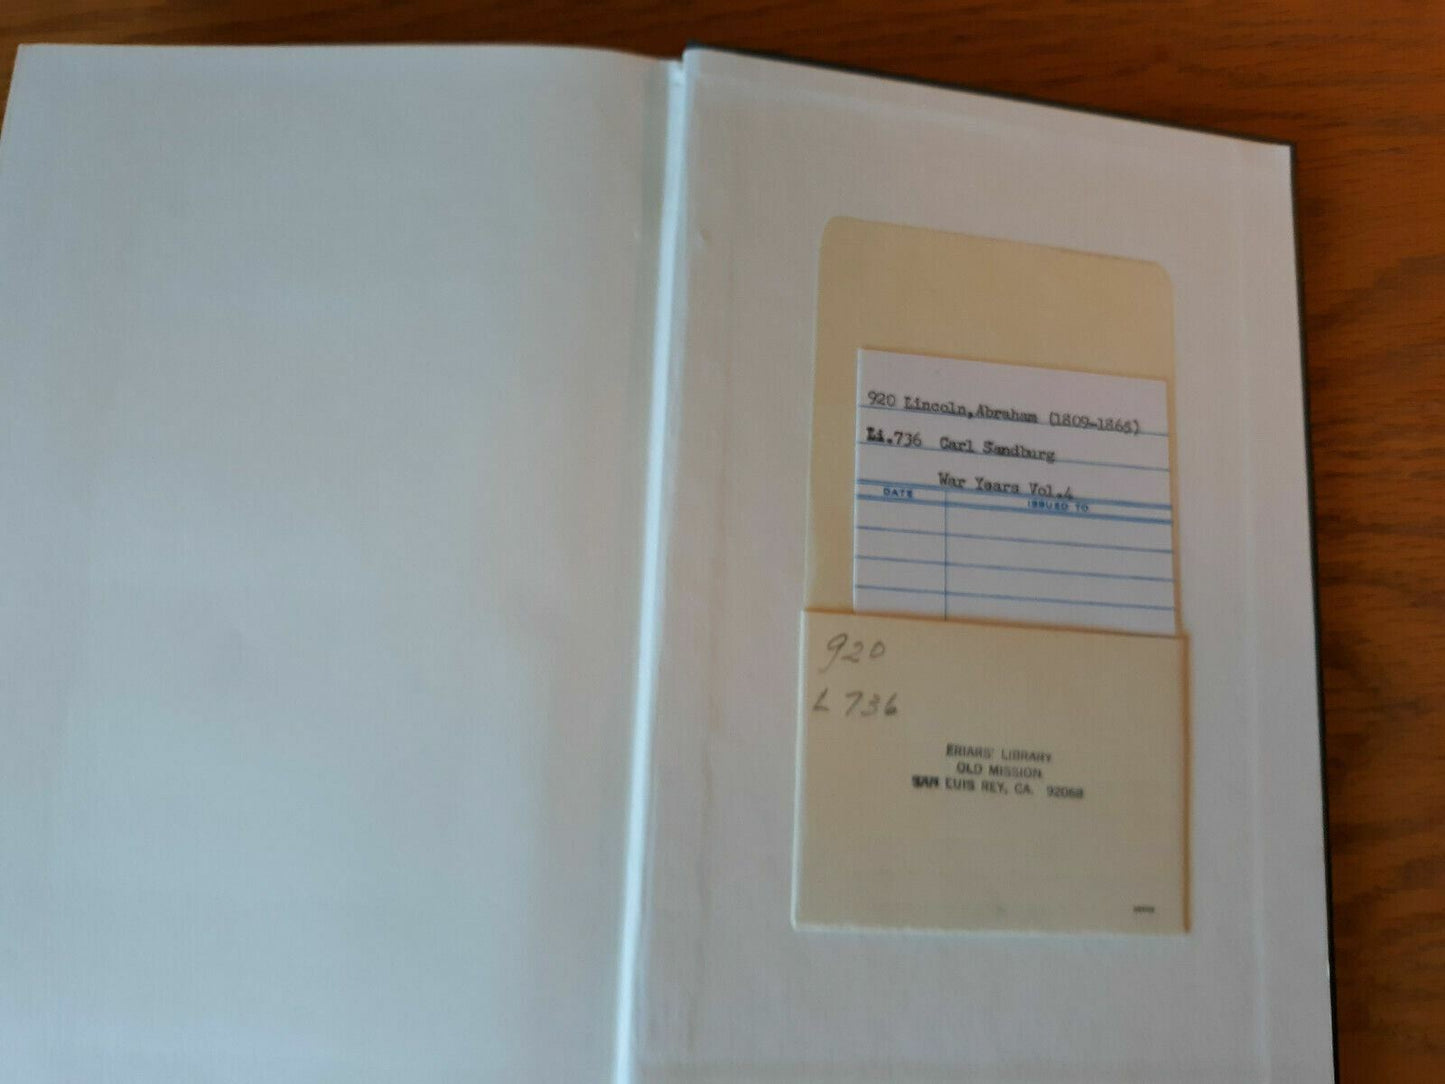 920 Lincoln,Abraham (1809-1865)
Li.736 Carl Sandburg
War Years Vol.4
DATE ISSUED TO
920
L 736
FRIARS' LIBRARY
OLD MISSION
SAN LUIS REY, CA. 92068